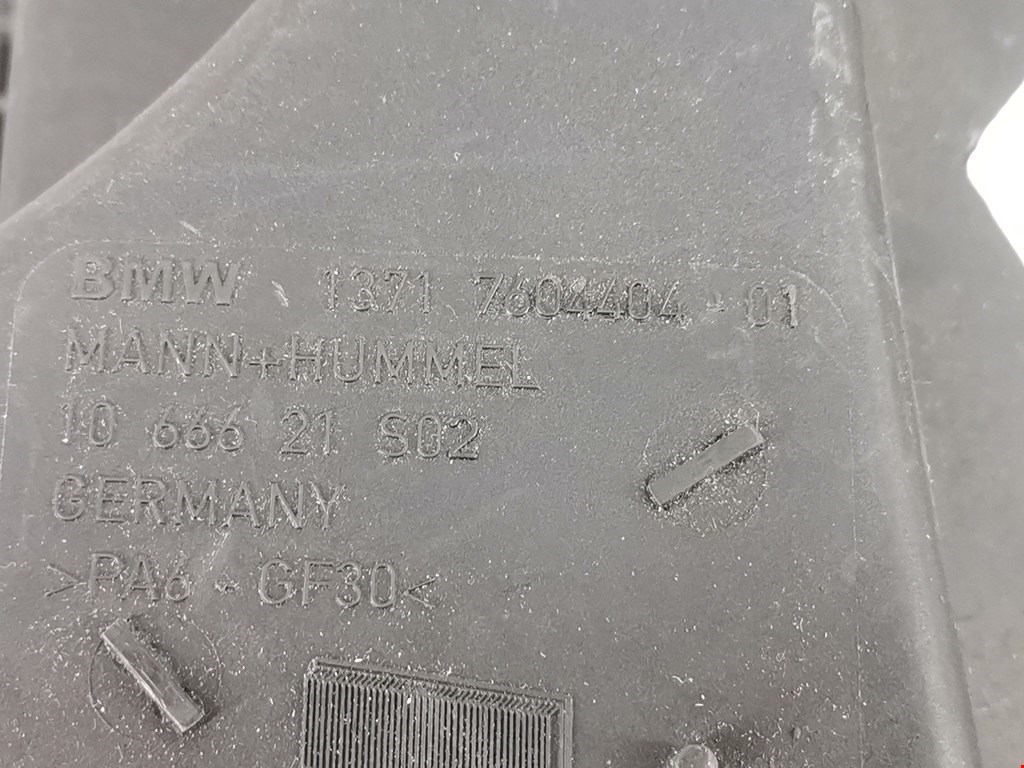 BMW 1371 7604404-01
MANN+HUMMEL
10 666 21 S02
GERMANY
>PA6-GF30<